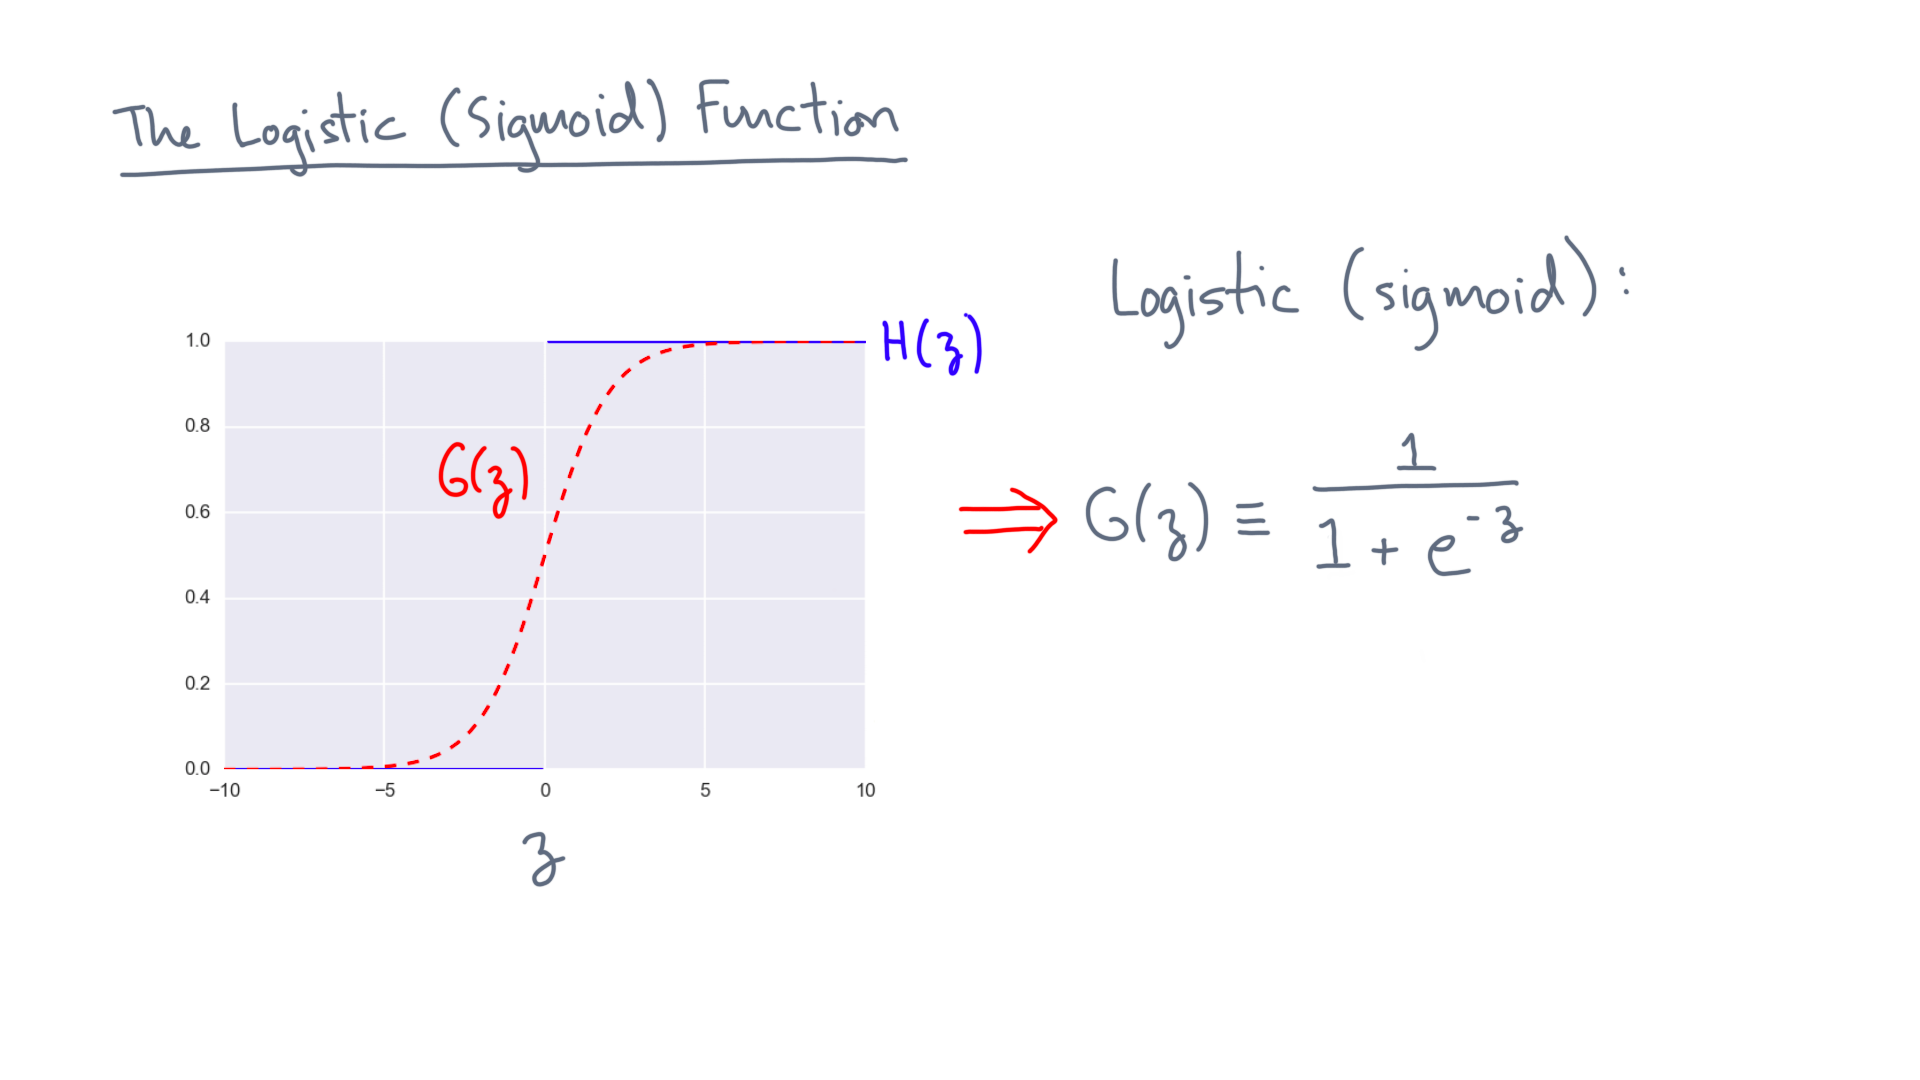 The Logistic (Sigmoid) Function
Logistic (sigmoid):
1.0
H(z)
0.8
G(z)
0.6
G(z) ≡ 1 / (1 + e^{-z})
0.4
0.2
0.0
−10 −5 0 5 10
z